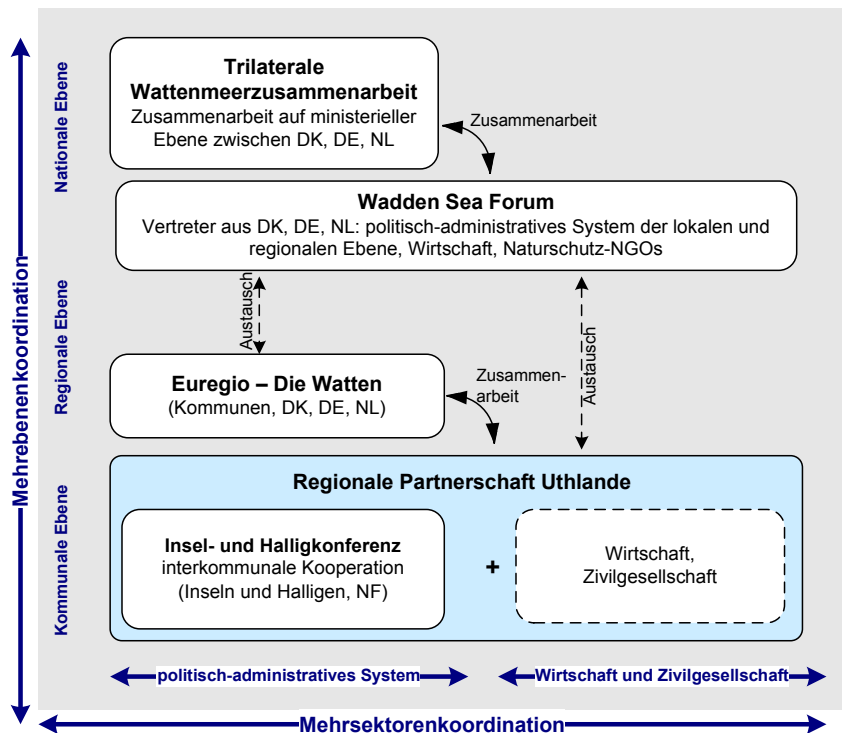 Mehrebenenkoordination
Nationale Ebene
Trilaterale
Wattenmeerzusammenarbeit
Zusammenarbeit auf ministerieller
Ebene zwischen DK, DE, NL
Zusammenarbeit
Wadden Sea Forum
Vertreter aus DK, DE, NL: politisch-administratives System der lokalen und
regionalen Ebene, Wirtschaft, Naturschutz-NGOs
Regionale Ebene
Austausch
Austausch
Euregio – Die Watten
(Kommunen, DK, DE, NL)
Zusammen-
arbeit
Kommunale Ebene
Regionale Partnerschaft Uthlande
Insel- und Halligkonferenz
interkommunale Kooperation
(Inseln und Halligen, NF)
+
Wirtschaft,
Zivilgesellschaft
politisch-administratives System
Wirtschaft und Zivilgesellschaft
Mehrsektorenkoordination